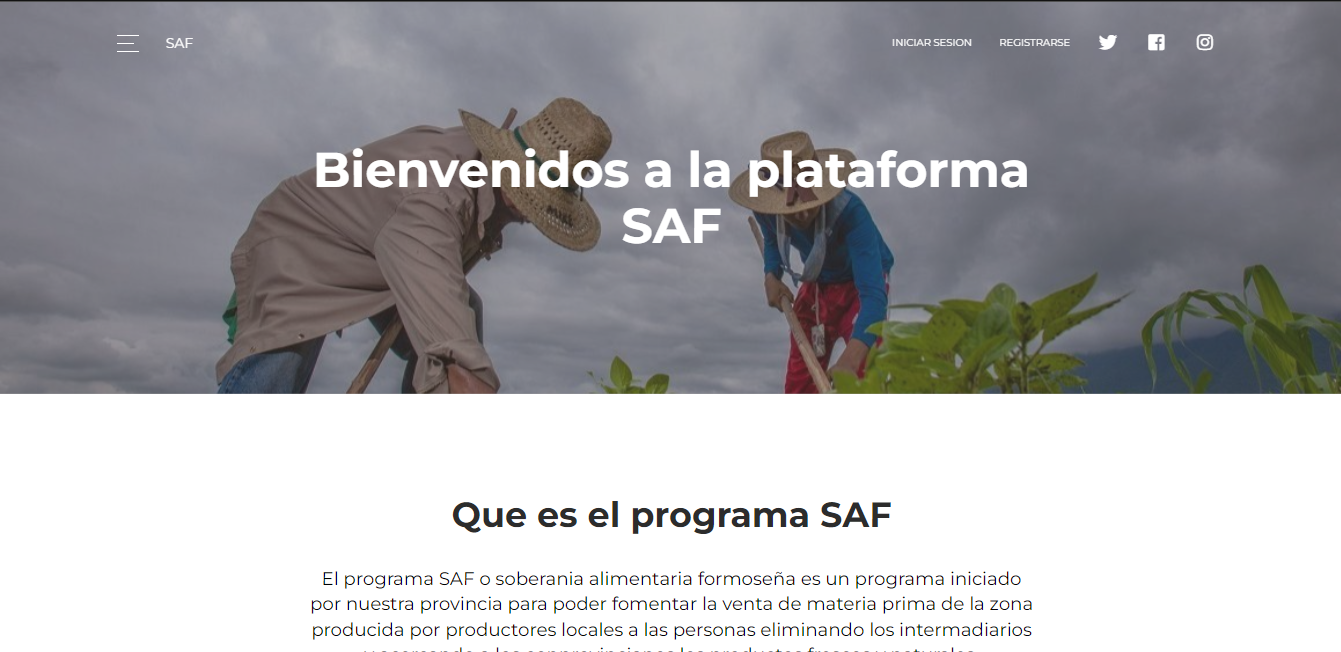 SAF
INICIAR SESION
REGISTRARSE
Bienvenidos a la plataforma
SAF
Que es el programa SAF
El programa SAF o soberania alimentaria formoseña es un programa iniciado
por nuestra provincia para poder fomentar la venta de materia prima de la zona
producida por productores locales a las personas eliminando los intermadiarios